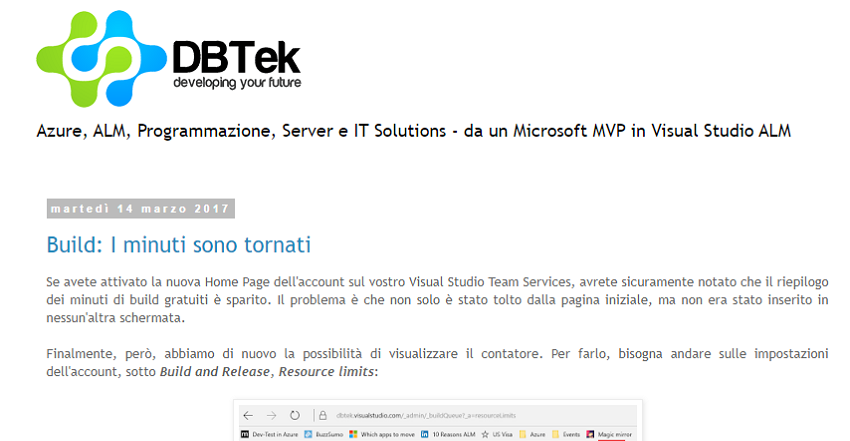 DBTek
developing your future
Azure, ALM, Programmazione, Server e IT Solutions - da un Microsoft MVP in Visual Studio ALM
martedì 14 marzo 2017
Build: I minuti sono tornati
Se avete attivato la nuova Home Page dell'account sul vostro Visual Studio Team Services, avrete sicuramente notato che il riepilogo
dei minuti di build gratuiti è sparito. Il problema è che non solo è stato tolto dalla pagina iniziale, ma non era stato inserito in
nessun'altra schermata.
Finalmente, però, abbiamo di nuovo la possibilità di visualizzare il contatore. Per farlo, bisogna andare sulle impostazioni
dell'account, sotto Build and Release, Resource limits:
dbtek.visualstudio.com/_admin/_buildQueue?_a=resourceLimits
Dev-Test in Azure BuzzSumo Which apps to move 10 Reasons ALM US Visa Azure Events Magic mirror